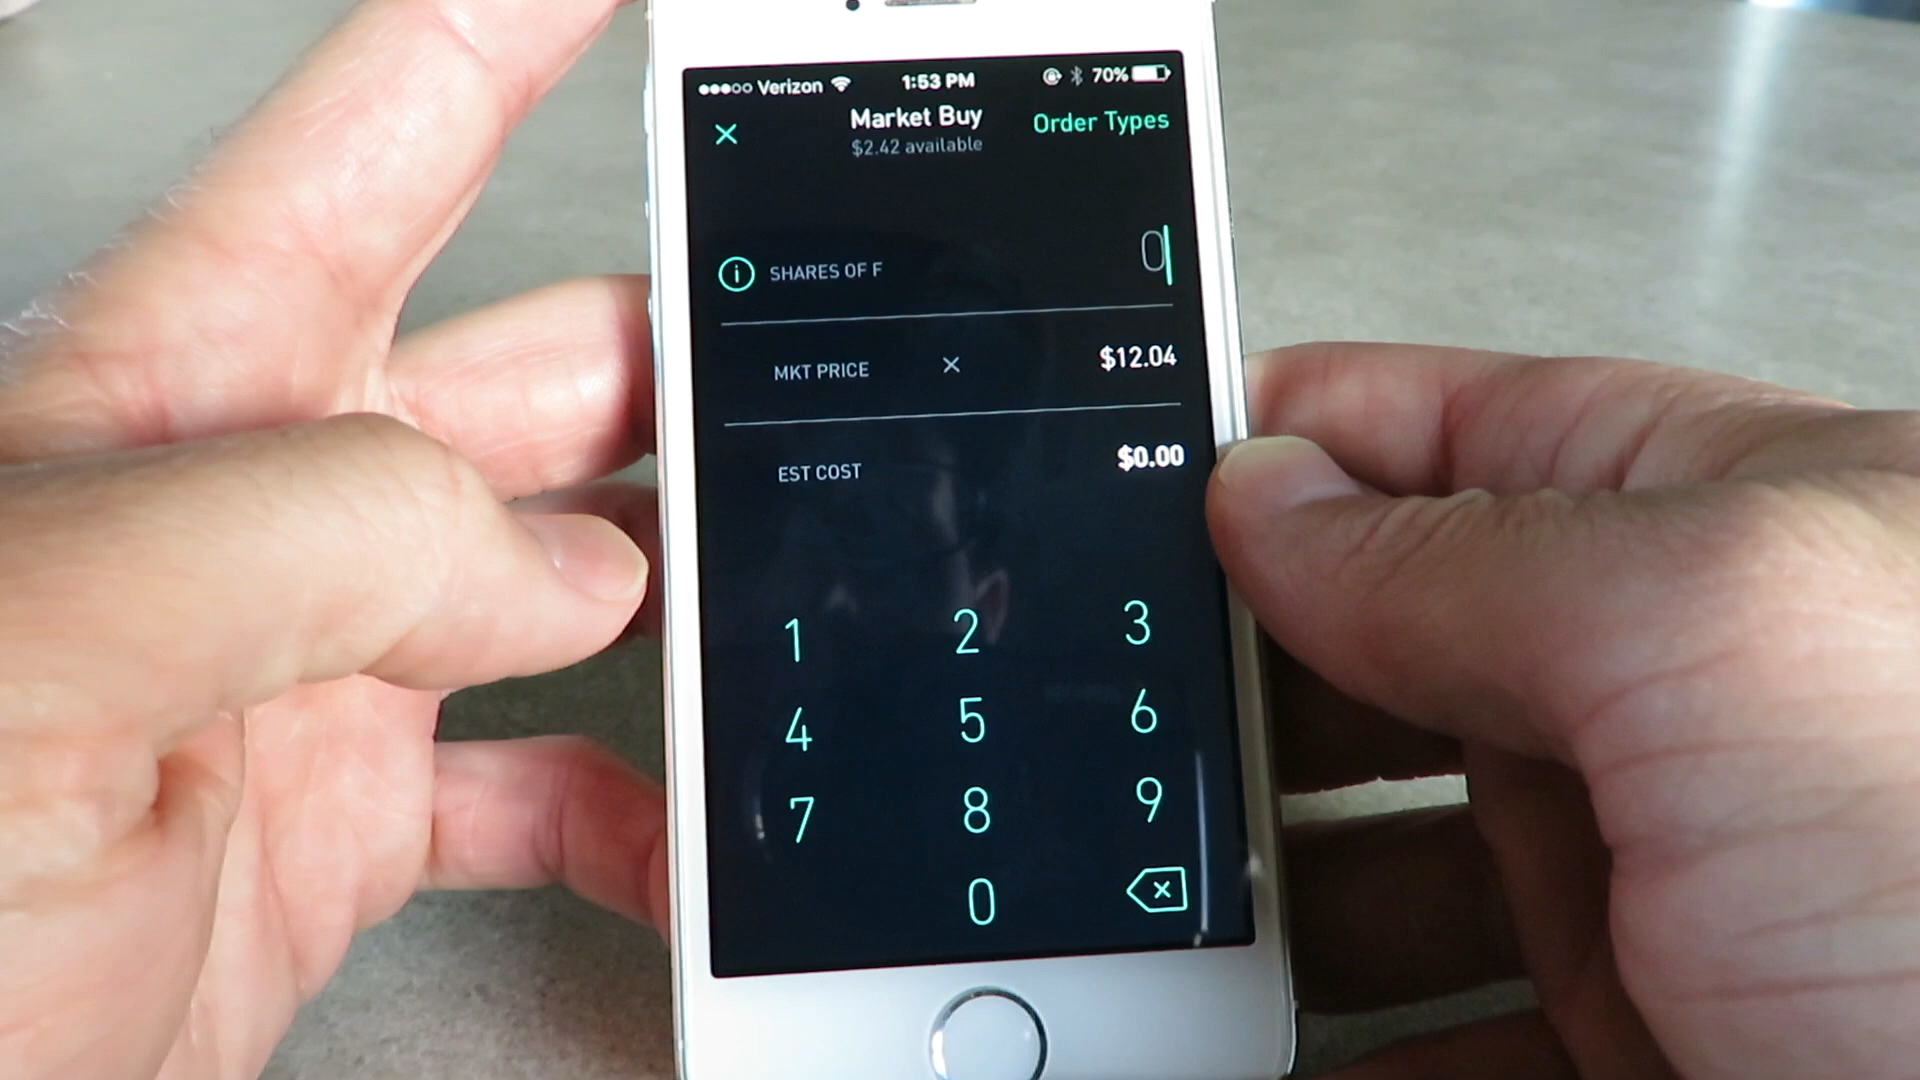 Verizon 1:53 PM 70%
Market Buy
Order Types
$2.42 available
SHARES OF F 0
MKT PRICE × $12.04
EST COST $0.00
1 2 3
4 5 6
7 8 9
0